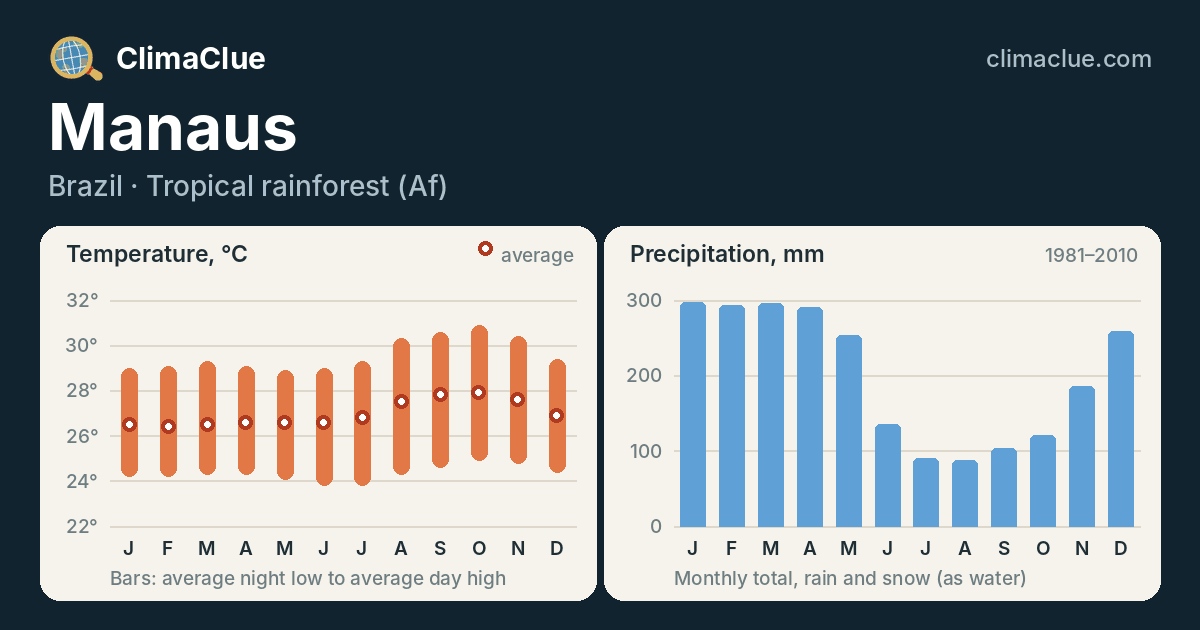 ClimaClue
climaclue.com
Manaus
Brazil · Tropical rainforest (Af)
Temperature, °C
average
32°
30°
28°
26°
24°
22°
J F M A M J J A S O N D
Bars: average night low to average day high
Precipitation, mm
1981–2010
300
200
100
0
J F M A M J J A S O N D
Monthly total, rain and snow (as water)